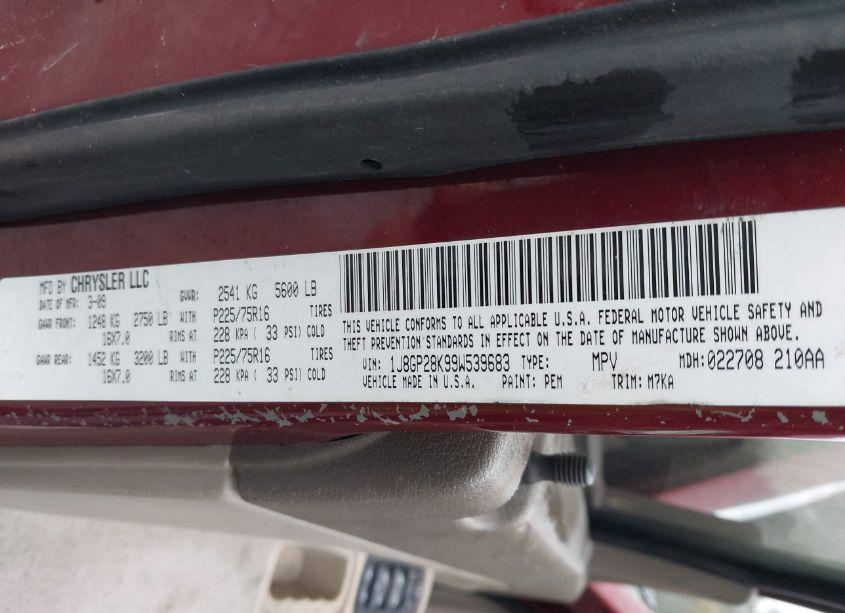 MFD BY CHRYSLER LLC
DATE OF MFR: 3-09 GVWR: 2541 KG 5600 LB
GAWR FRONT: 1248 KG 2750 LB WITH P225/75R16 TIRES
16X7.0 RIMS AT 228 KPA ( 33 PSI) COLD
GAWR REAR: 1452 KG 3200 LB WITH P225/75R16 TIRES
16X7.0 RIMS AT 228 KPA ( 33 PSI) COLD
THIS VEHICLE CONFORMS TO ALL APPLICABLE U.S.A. FEDERAL MOTOR VEHICLE SAFETY AND
THEFT PREVENTION STANDARDS IN EFFECT ON THE DATE OF MANUFACTURE SHOWN ABOVE.
VIN: 1J8GP28K99W539683 TYPE: MPV MDH: 022708 210AA
VEHICLE MADE IN U.S.A. PAINT: PEM TRIM: M7KA